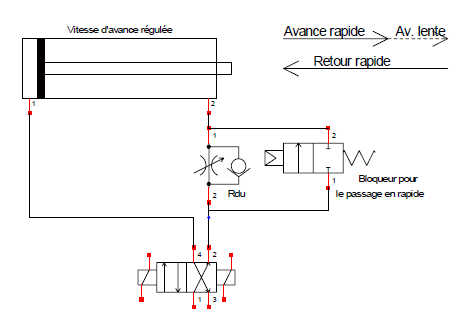 Vitesse d'avance régulée
Avance rapide
Av. lente
Retour rapide
1
2
1
2
Bloqueur pour
le passage en rapide
1
Rdu
2
4
2
1
3